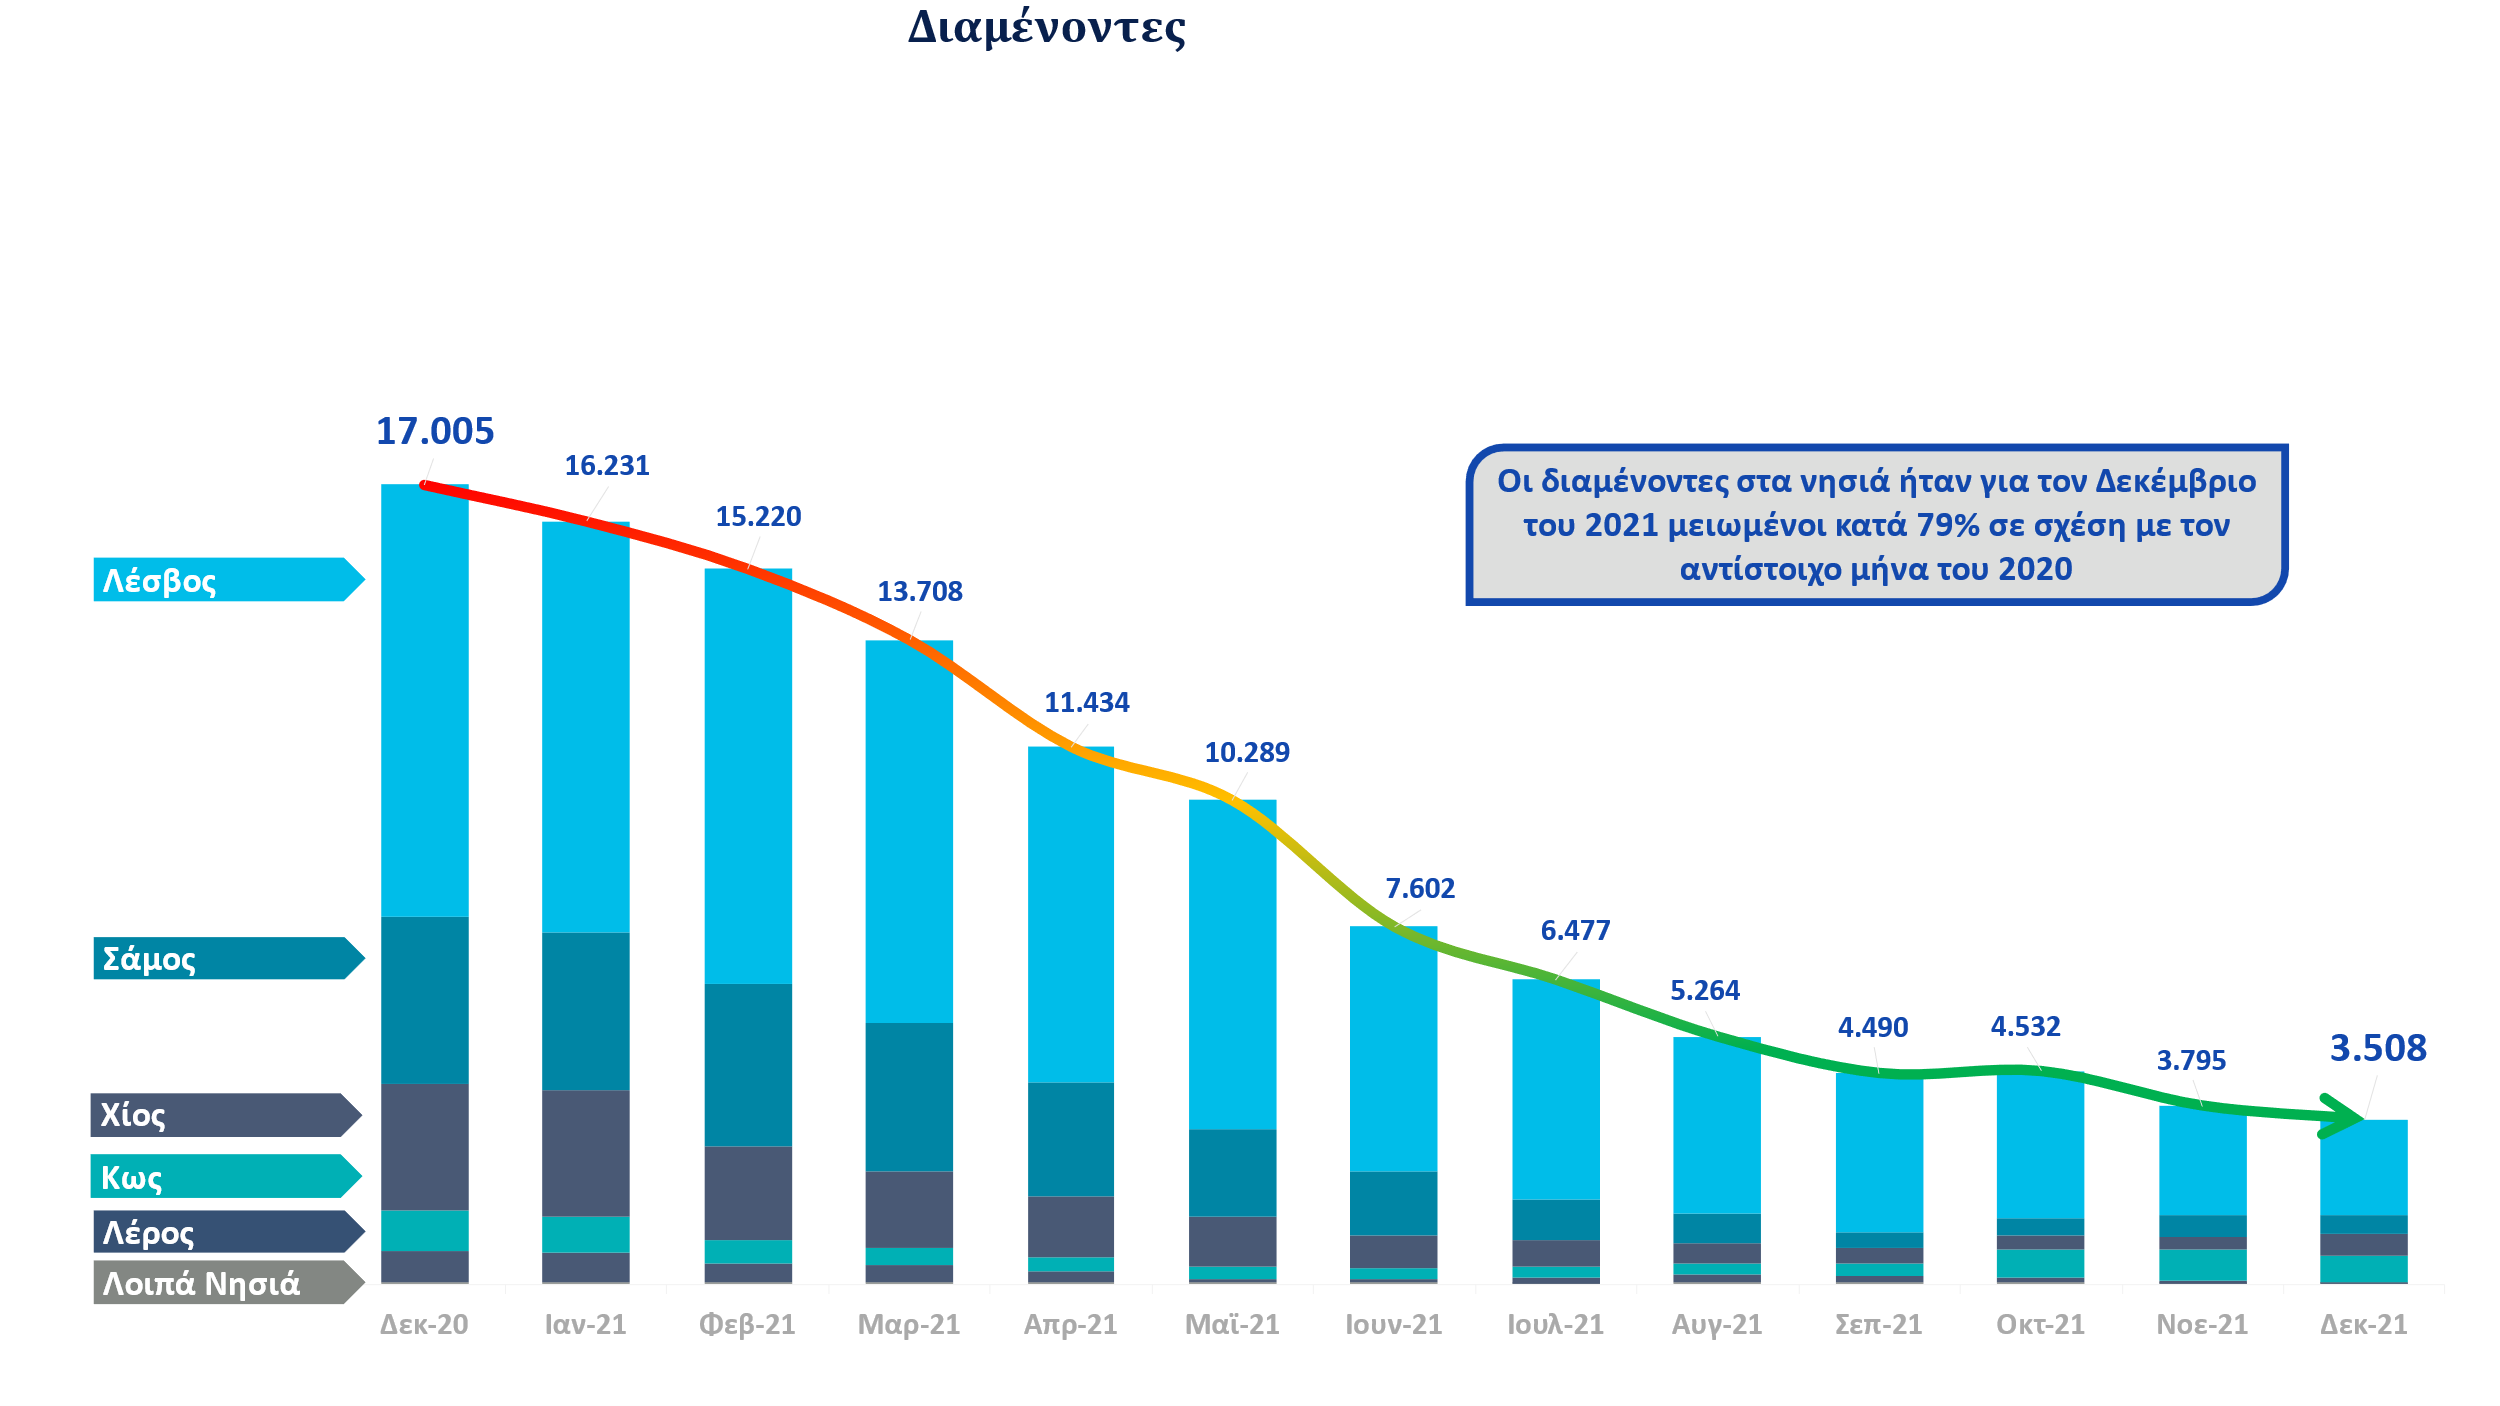 Διαμένοντες
17.005
16.231
15.220
13.708
11.434
10.289
7.602
6.477
5.264
4.490
4.532
3.795
3.508
Οι διαμένοντες στα νησιά ήταν για τον Δεκέμβριο
του 2021 μειωμένοι κατά 79% σε σχέση με τον
αντίστοιχο μήνα του 2020
Λέσβος
Σάμος
Χίος
Κως
Λέρος
Λοιπά Νησιά
Δεκ-20
Ιαν-21
Φεβ-21
Μαρ-21
Απρ-21
Μαϊ-21
Ιουν-21
Ιουλ-21
Αυγ-21
Σεπ-21
Οκτ-21
Νοε-21
Δεκ-21